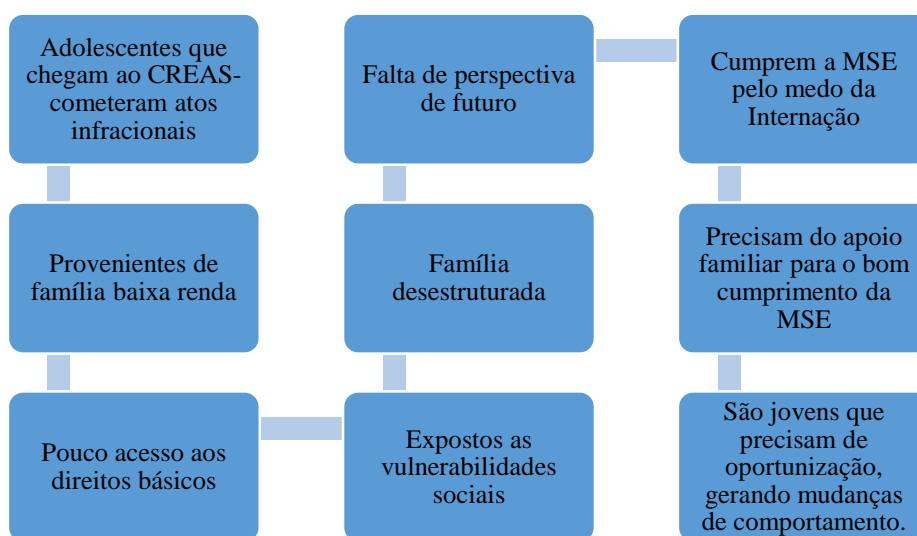 Adolescentes que
chegam ao CREAS-
cometeram atos
infracionais
Provenientes de
família baixa renda
Pouco acesso aos
direitos básicos
Expostos as
vulnerabilidades
sociais
Família
desestruturada
Falta de perspectiva
de futuro
Cumprem a MSE
pelo medo da
Internação
Precisam do apoio
familiar para o bom
cumprimento da
MSE
São jovens que
precisam de
oportunização,
gerando mudanças
de comportamento.